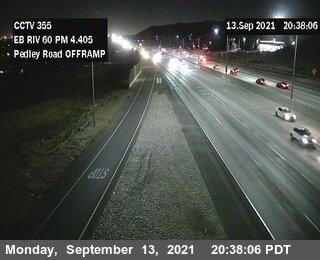 CCTV 355
EB RIV 60 PM 4.405
Pedley Road OFFRAMP
13.Sep 2021 20:38:06
STOP
Monday, September 13, 2021 20:38:06 PDT